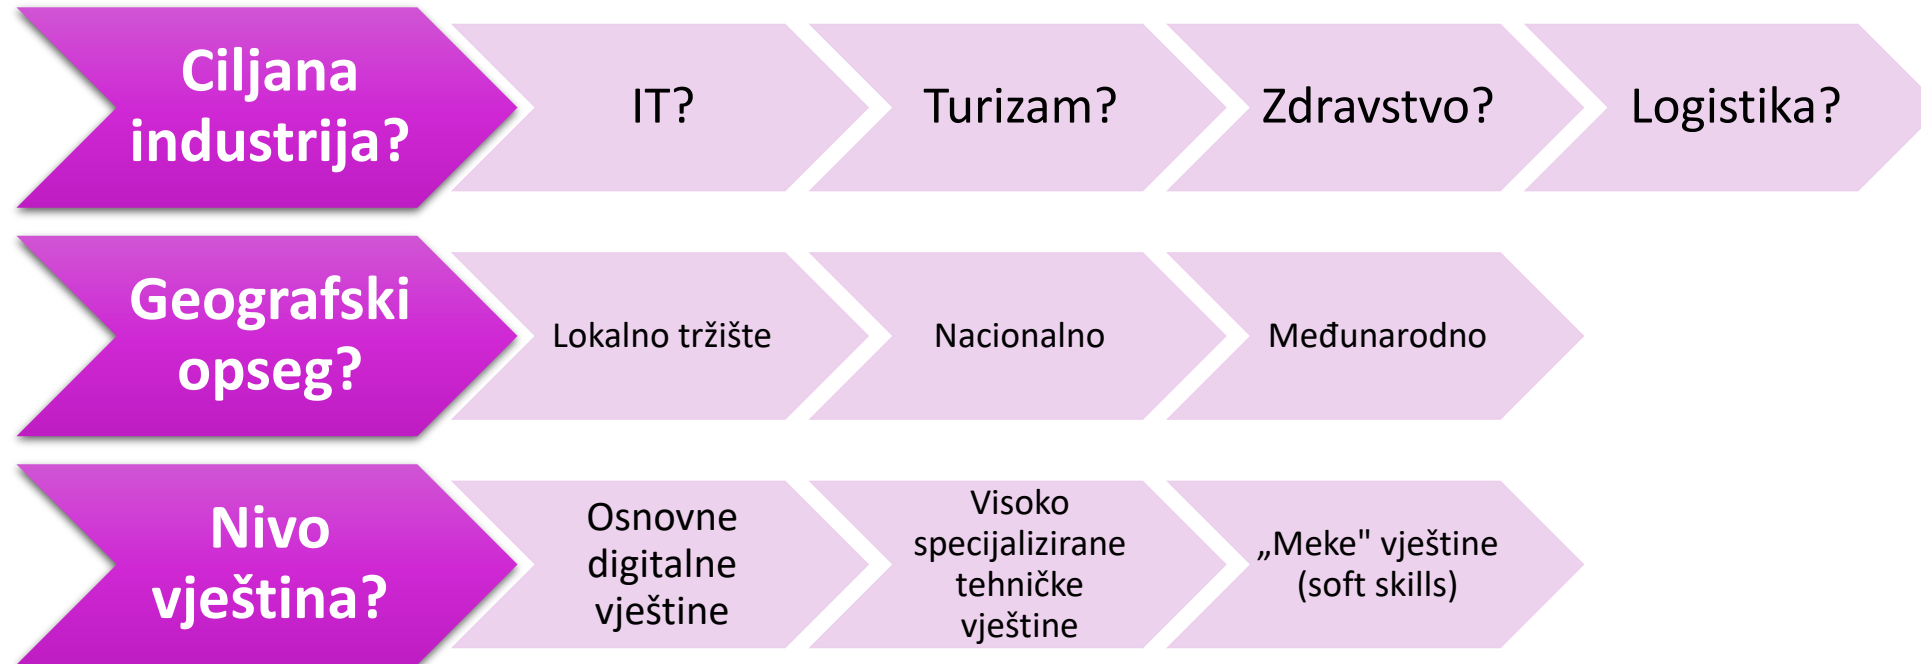 Ciljana
industrija?
IT?
Turizam?
Zdravstvo?
Logistika?
Geografski
opseg?
Lokalno tržište
Nacionalno
Međunarodno
Nivo
vještina?
Osnovne
digitalne
vještine
Visoko
specijalizirane
tehničke
vještine
„Meke" vještine
(soft skills)